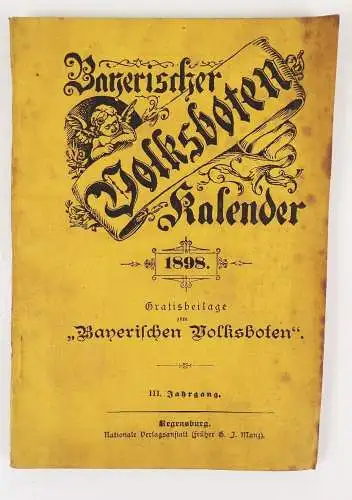 Bayerischer
Volksboten
Kalender
1898.
Gratisbeilage
zum
„Bayerischen Volksboten“.
III. Jahrgang.
Regensburg.
Nationale Verlagsanstalt (früher G. J. Manz).